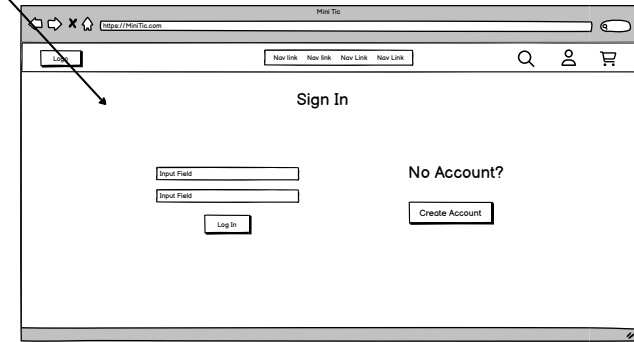 Mini Tic
https://MiniTic.com
Logo
Nav link Nav link Nav Link Nav Link
Sign In
Input Field
Input Field
Log In
No Account?
Create Account